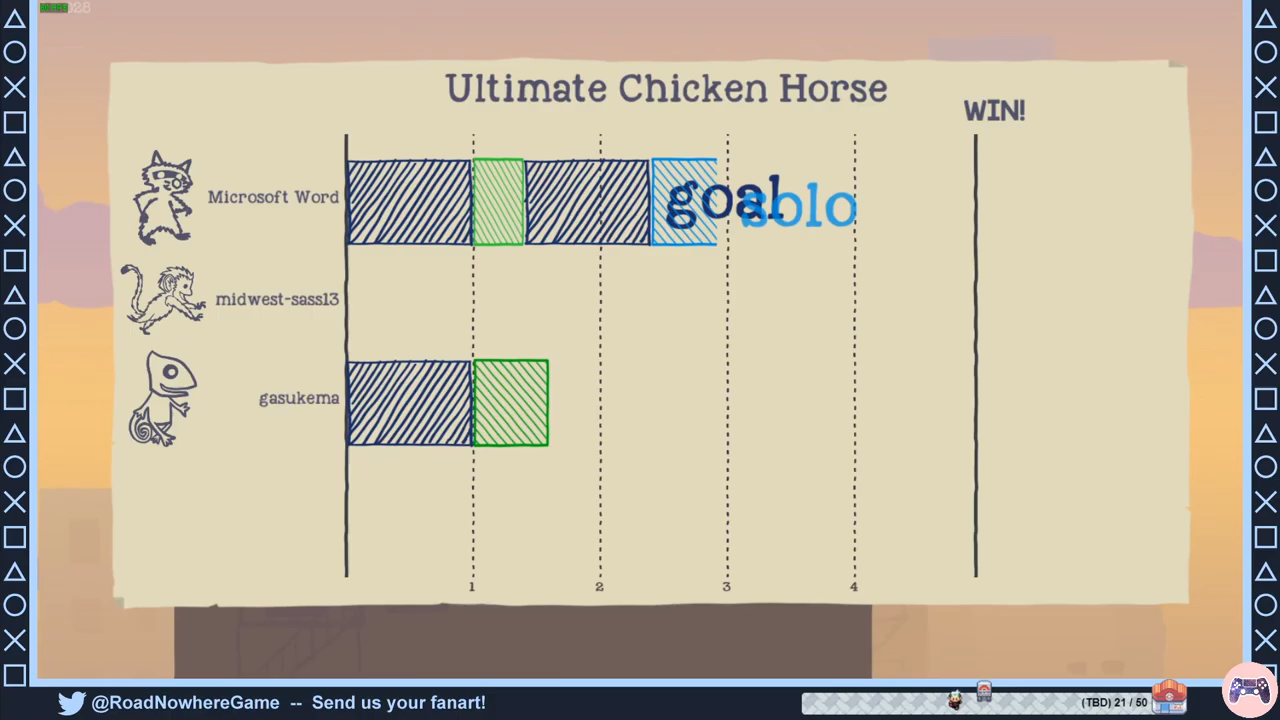 Ultimate Chicken Horse
WIN!
Microsoft Word
goal
solo
midwest-sass13
gasukema
1 2 3 4
@RoadNowhereGame -- Send us your fanart!
(TBD) 21 / 50